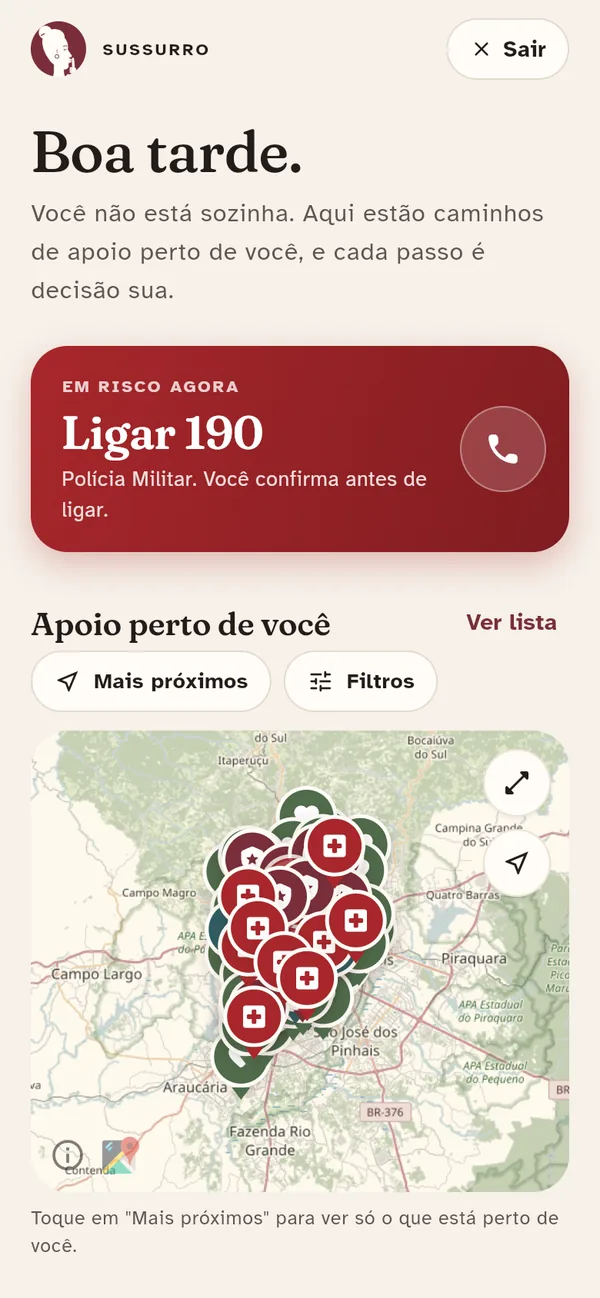 SUSSURRO
Sair
Boa tarde.
Você não está sozinha. Aqui estão caminhos
de apoio perto de você, e cada passo é
decisão sua.
EM RISCO AGORA
Ligar 190
Polícia Militar. Você confirma antes de
ligar.
Apoio perto de você
Ver lista
Mais próximos
Filtros
do Sul
Bocaiúva
do Sul
Itaperuçu
Campina Grande
Campo Magro
Quatro Barras
APA
Campo Largo
Piraquara
APA Estadual
do Piraquara
São José dos
Pinhais
APA Estadual
do Pequeno
Araucária
BR
BR-376
Fazenda Rio
Grande
Contenda
Toque em "Mais próximos" para ver só o que está perto de
você.